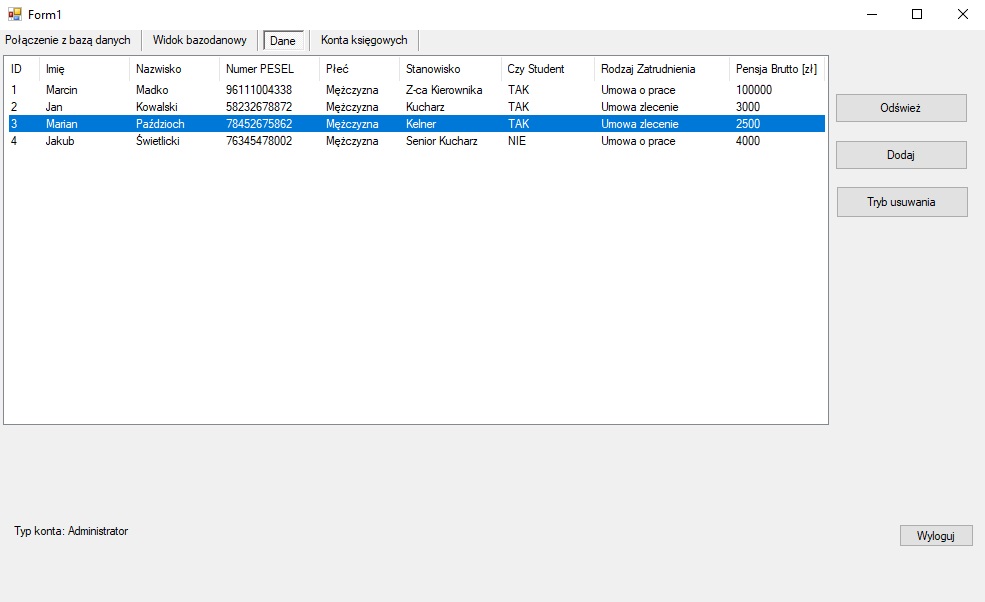 Form1
Połączenie z bazą danych Widok bazodanowy Dane Konta księgowych
ID Imię Nazwisko Numer PESEL Płeć Stanowisko Czy Student Rodzaj Zatrudnienia Pensja Brutto [zł]
1 Marcin Madko 96111004338 Mężczyzna Z-ca Kierownika TAK Umowa o prace 100000
2 Jan Kowalski 58232678872 Mężczyzna Kucharz TAK Umowa zlecenie 3000
3 Marian Paździoch 78452675862 Mężczyzna Kelner TAK Umowa zlecenie 2500
4 Jakub Świetlicki 76345478002 Mężczyzna Senior Kucharz NIE Umowa o prace 4000
Odśwież
Dodaj
Tryb usuwania
Typ konta: Administrator
Wyloguj